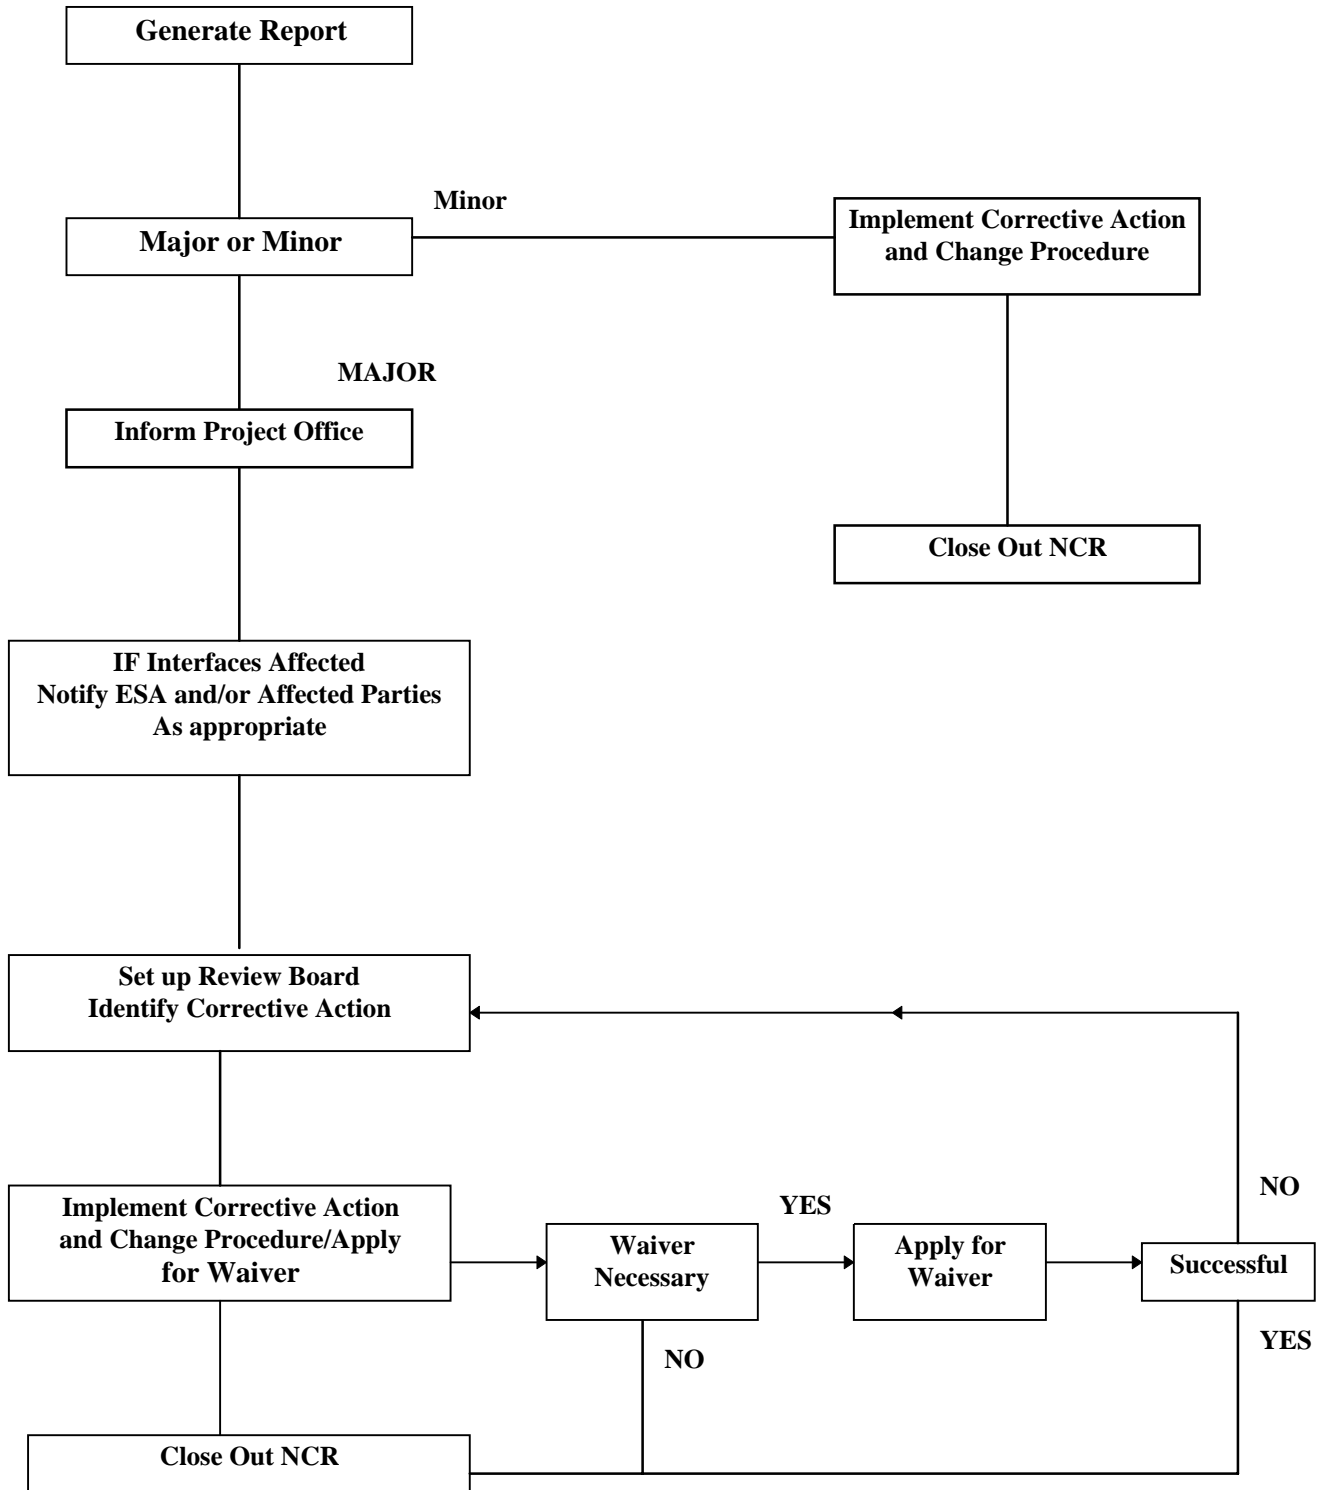 Generate Report
Minor
Major or Minor
Implement Corrective Action
and Change Procedure
MAJOR
Inform Project Office
Close Out NCR
IF Interfaces Affected
Notify ESA and/or Affected Parties
As appropriate
Set up Review Board
Identify Corrective Action
Implement Corrective Action
and Change Procedure/Apply
for Waiver
Waiver
Necessary
YES
Apply for
Waiver
Successful
NO
YES
NO
Close Out NCR